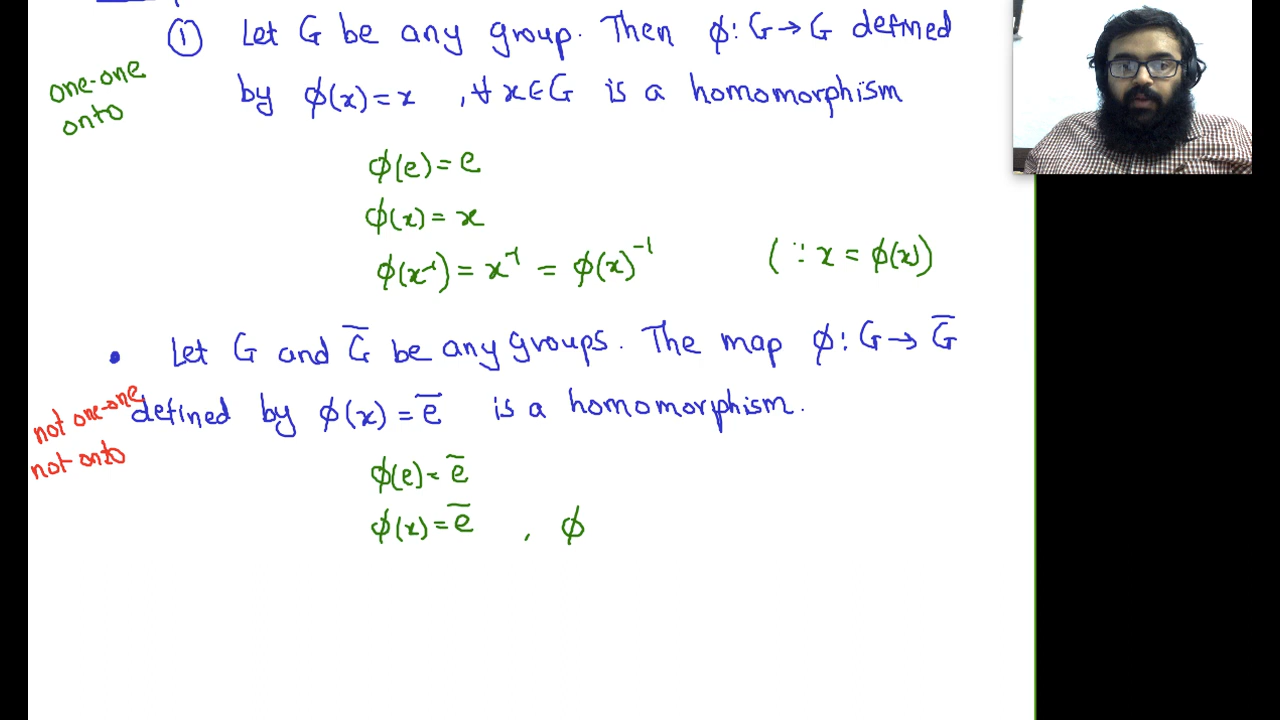 ① Let G be any group. Then ϕ: G→G defined
one-one
onto
by ϕ(x)=x , ∀ x∈G is a homomorphism
ϕ(e)=e
ϕ(x)=x
ϕ(x⁻¹)=x⁻¹=ϕ(x)⁻¹ (∵ x=ϕ(x))
• Let G and G̅ be any groups. The map ϕ: G→G̅
not one-one
not onto
defined by ϕ(x)=e̅ is a homomorphism.
ϕ(e)=e̅
ϕ(x)=e̅ , ϕ